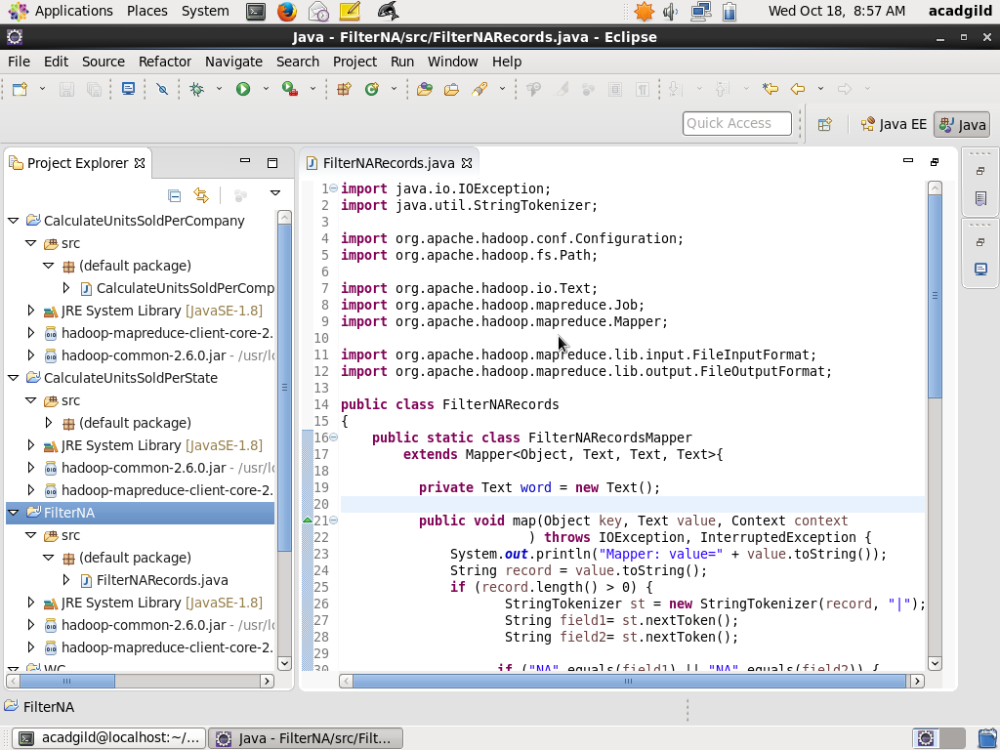 Applications Places System Wed Oct 18, 8:57 AM acadgild
Java - FilterNA/src/FilterNARecords.java - Eclipse
File Edit Source Refactor Navigate Search Project Run Window Help
Quick Access Java EE Java
Project Explorer
CalculateUnitsSoldPerCompany
src
(default package)
CalculateUnitsSoldPerComp
JRE System Library [JavaSE-1.8]
hadoop-mapreduce-client-core-2.
hadoop-common-2.6.0.jar - /usr/lo
CalculateUnitsSoldPerState
src
(default package)
JRE System Library [JavaSE-1.8]
hadoop-common-2.6.0.jar - /usr/lo
hadoop-mapreduce-client-core-2.
FilterNA
src
(default package)
FilterNARecords.java
JRE System Library [JavaSE-1.8]
hadoop-common-2.6.0.jar - /usr/lo
hadoop-mapreduce-client-core-2.
WC
FilterNARecords.java
1 import java.io.IOException;
2 import java.util.StringTokenizer;
3
4 import org.apache.hadoop.conf.Configuration;
5 import org.apache.hadoop.fs.Path;
6
7 import org.apache.hadoop.io.Text;
8 import org.apache.hadoop.mapreduce.Job;
9 import org.apache.hadoop.mapreduce.Mapper;
10
11 import org.apache.hadoop.mapreduce.lib.input.FileInputFormat;
12 import org.apache.hadoop.mapreduce.lib.output.FileOutputFormat;
13
14 public class FilterNARecords
15 {
16 public static class FilterNARecordsMapper
17 extends Mapper<Object, Text, Text, Text>{
18
19 private Text word = new Text();
20
21 public void map(Object key, Text value, Context context
22 ) throws IOException, InterruptedException {
23 System.out.println("Mapper: value=" + value.toString());
24 String record = value.toString();
25 if (record.length() > 0) {
26 StringTokenizer st = new StringTokenizer(record, "|");
27 String field1= st.nextToken();
28 String field2= st.nextToken();
29
30 if ("NA".equals(field1) || "NA".equals(field2)) {
FilterNA
acadgild@localhost:~/... Java - FilterNA/src/Filt...